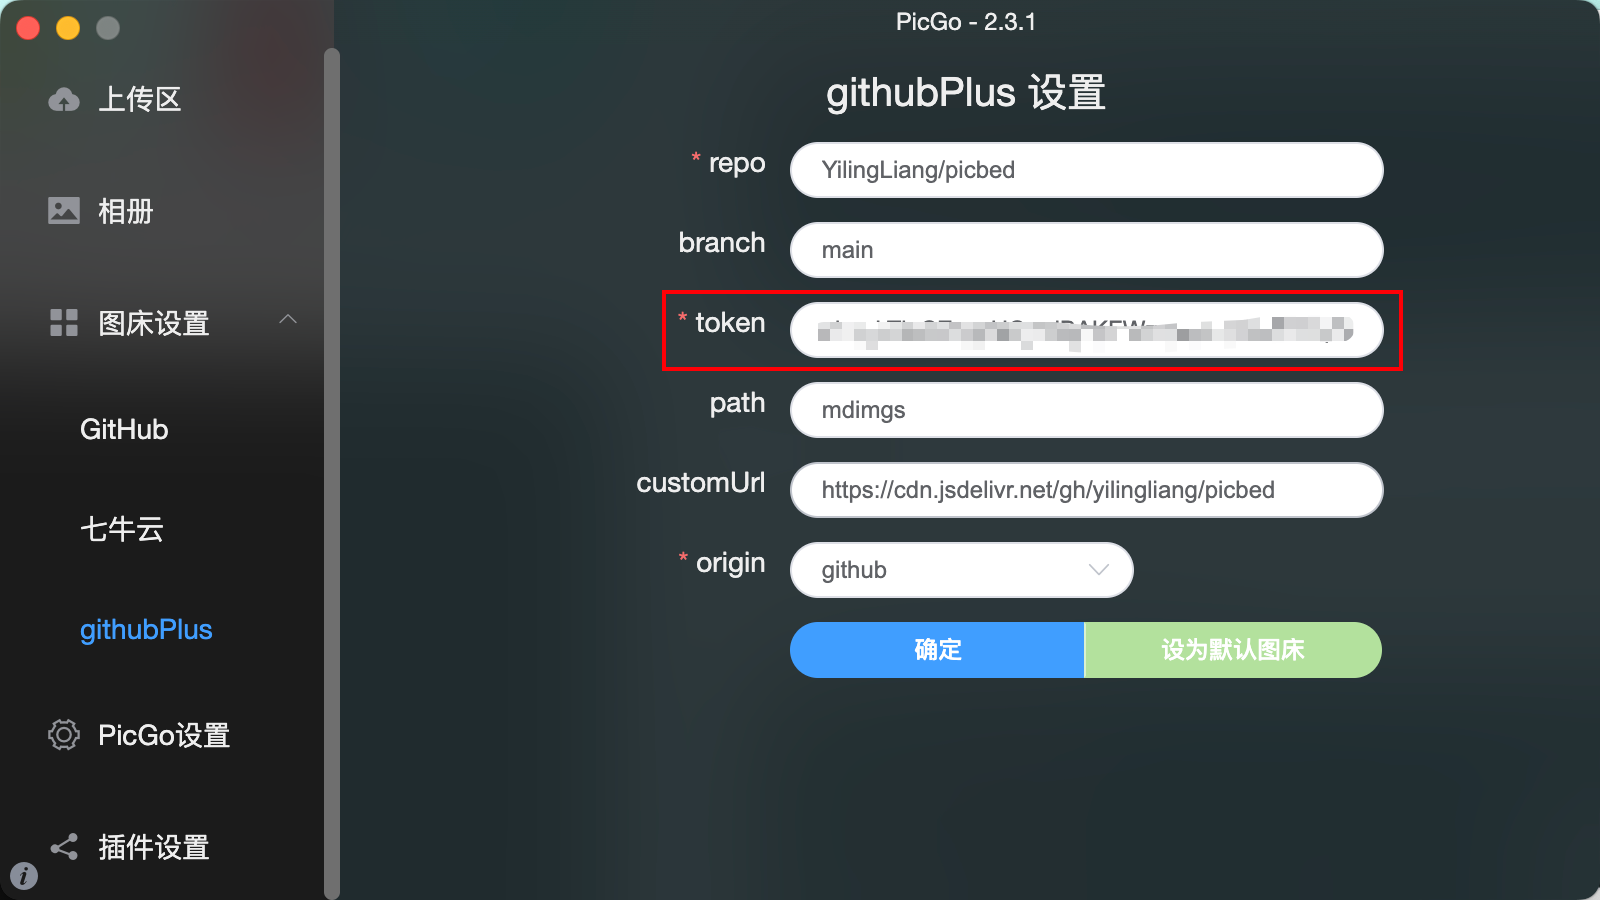 PicGo - 2.3.1
上传区
相册
图床设置
GitHub
七牛云
githubPlus
PicGo设置
插件设置
githubPlus 设置
* repo
YilingLiang/picbed
branch
main
* token
path
mdimgs
customUrl
https://cdn.jsdelivr.net/gh/yilingliang/picbed
* origin
github
确定
设为默认图床